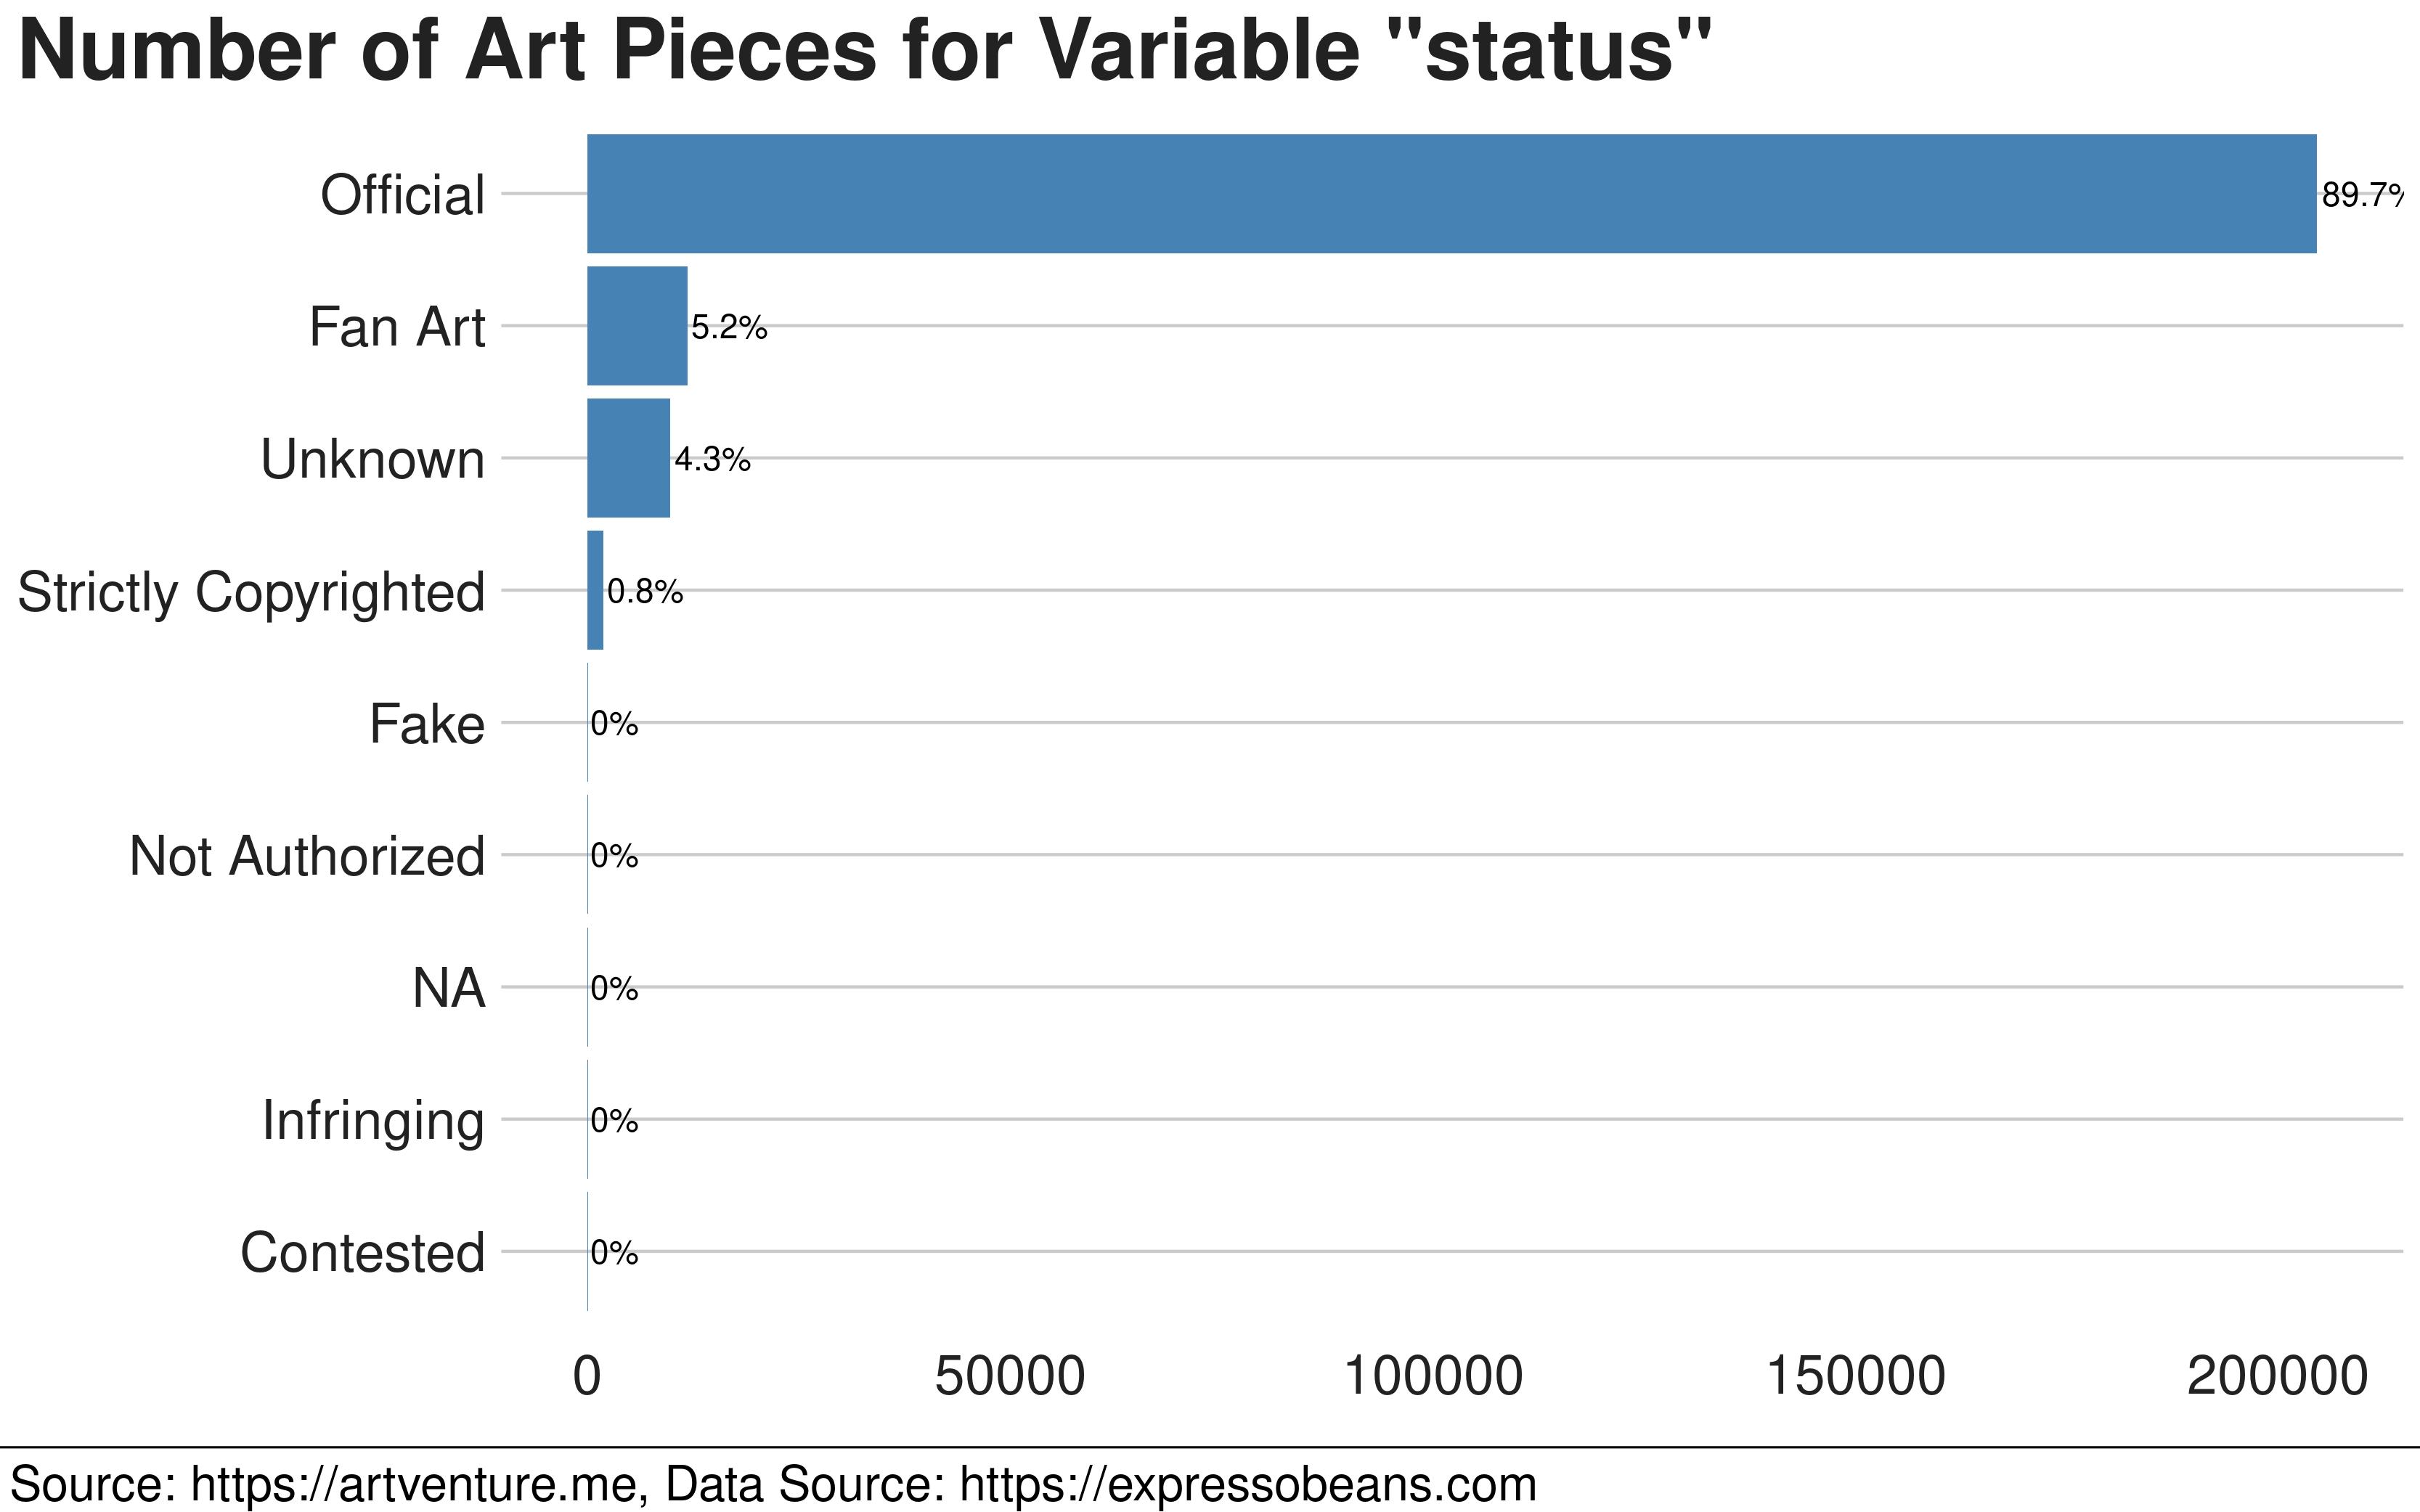 Number of Art Pieces for Variable "status"
Official 89.7%
Fan Art 5.2%
Unknown 4.3%
Strictly Copyrighted 0.8%
Fake 0%
Not Authorized 0%
NA 0%
Infringing 0%
Contested 0%
0 50000 100000 150000 200000
Source: https://artventure.me, Data Source: https://expressobeans.com